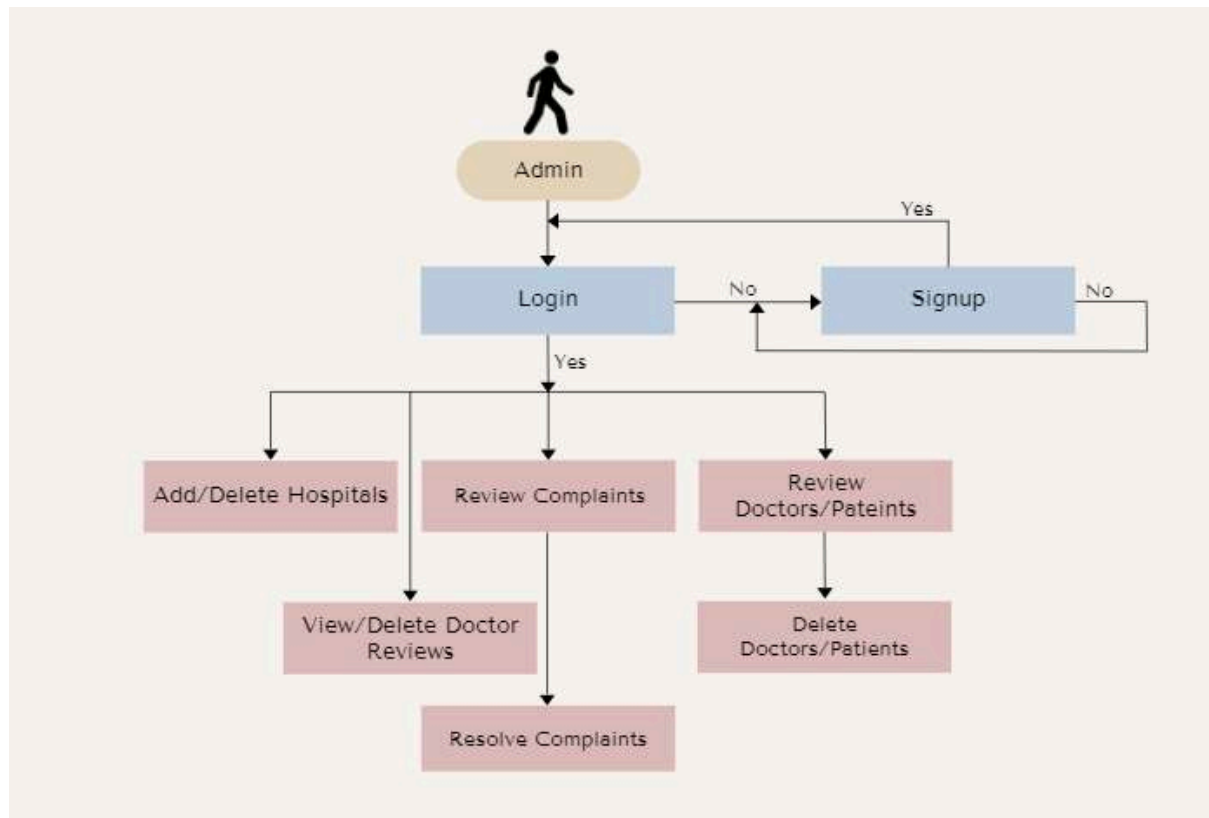 Admin
Yes
Login
No
Signup
No
Yes
Add/Delete Hospitals
Review Complaints
Review
Doctors/Pateints
View/Delete Doctor
Reviews
Delete
Doctors/Patients
Resolve Complaints